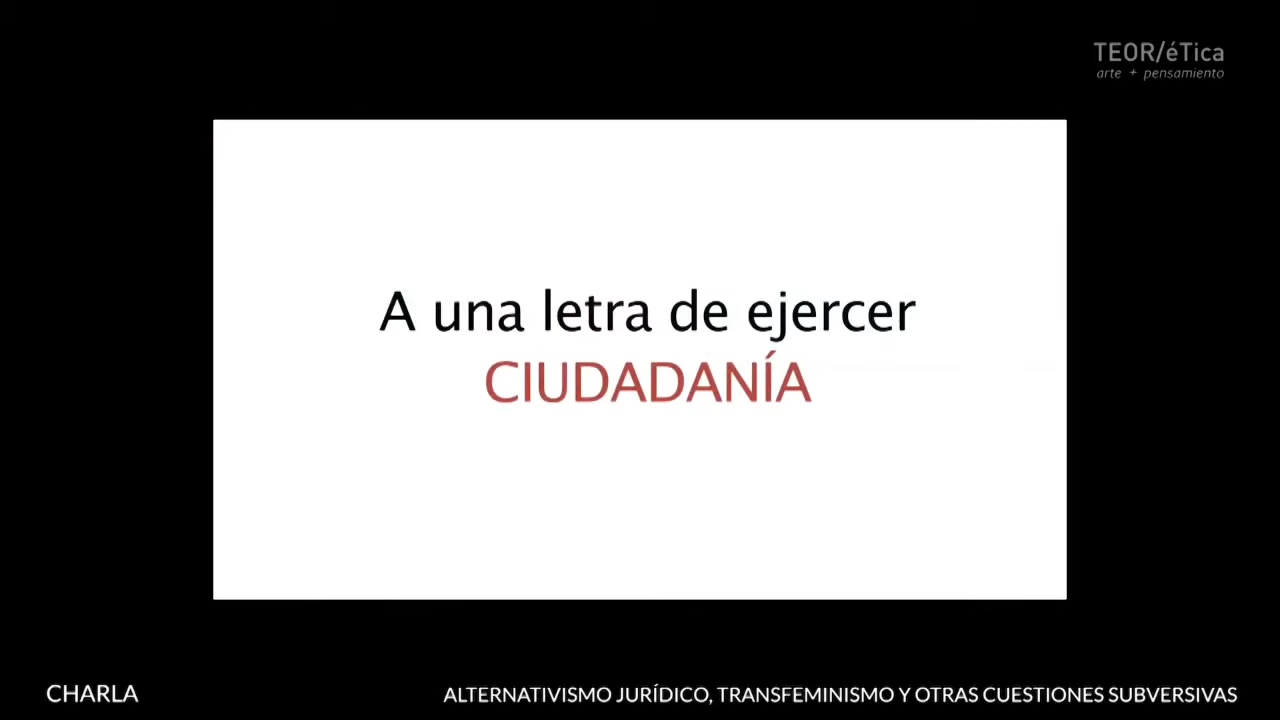 TEOR/éTica
arte + pensamiento
A una letra de ejercer
CIUDADANÍA
CHARLA
ALTERNATIVISMO JURÍDICO, TRANSFEMINISMO Y OTRAS CUESTIONES SUBVERSIVAS